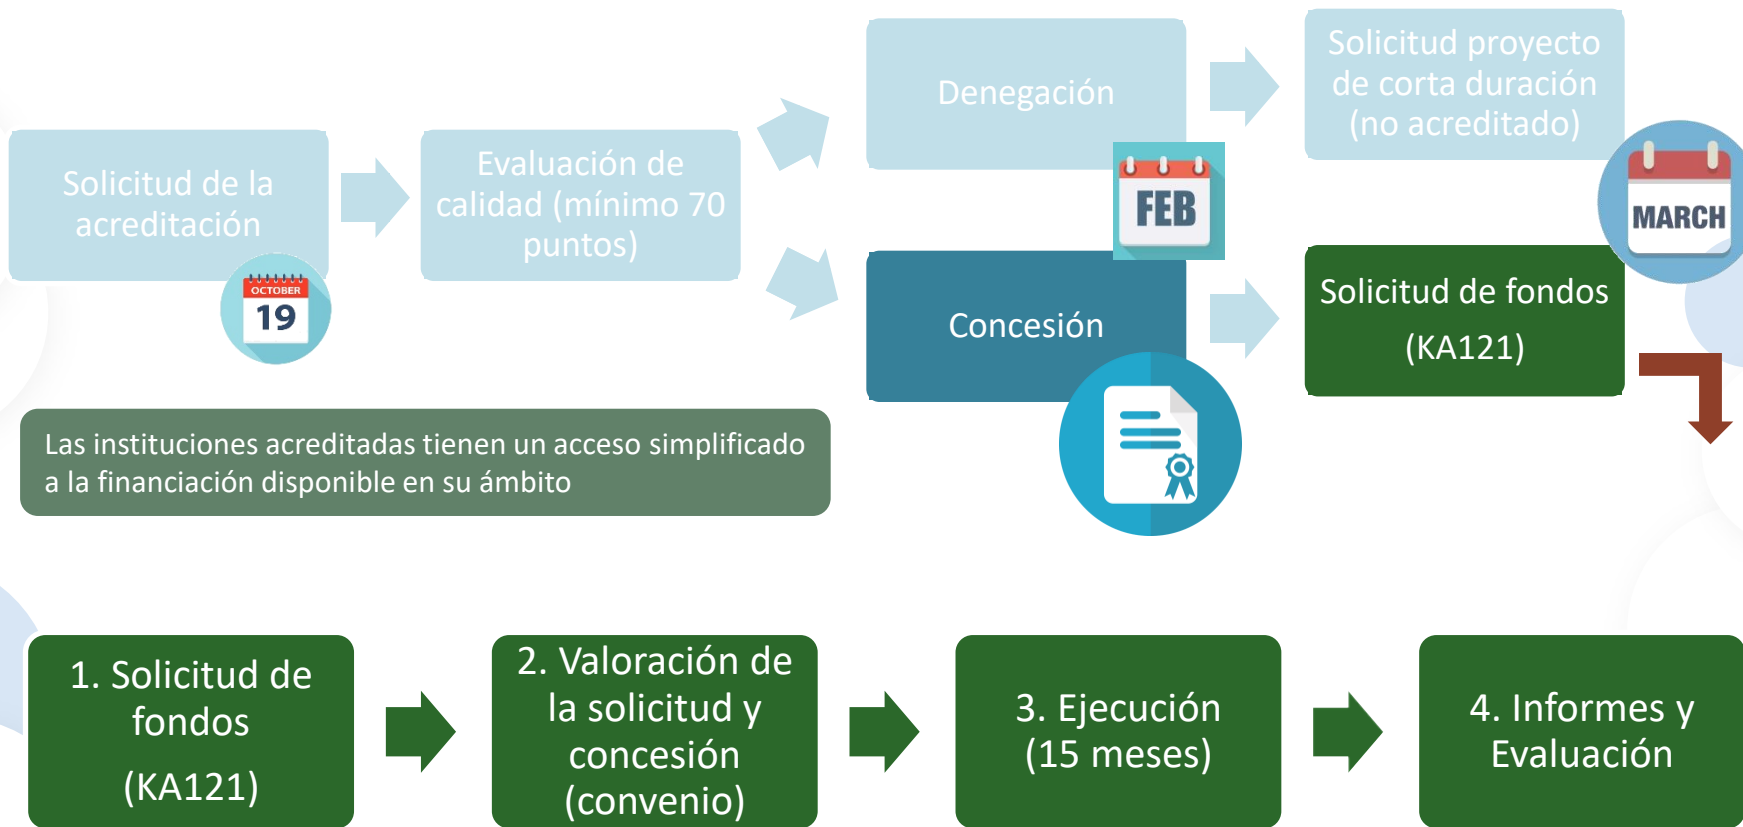 Solicitud de la
acreditación
OCTOBER
19
Evaluación de
calidad (mínimo 70
puntos)
Denegación
FEB
Solicitud proyecto
de corta duración
(no acreditado)
MARCH
Concesión
Solicitud de fondos
(KA121)
Las instituciones acreditadas tienen un acceso simplificado
a la financiación disponible en su ámbito
1. Solicitud de
fondos
(KA121)
2. Valoración de
la solicitud y
concesión
(convenio)
3. Ejecución
(15 meses)
4. Informes y
Evaluación